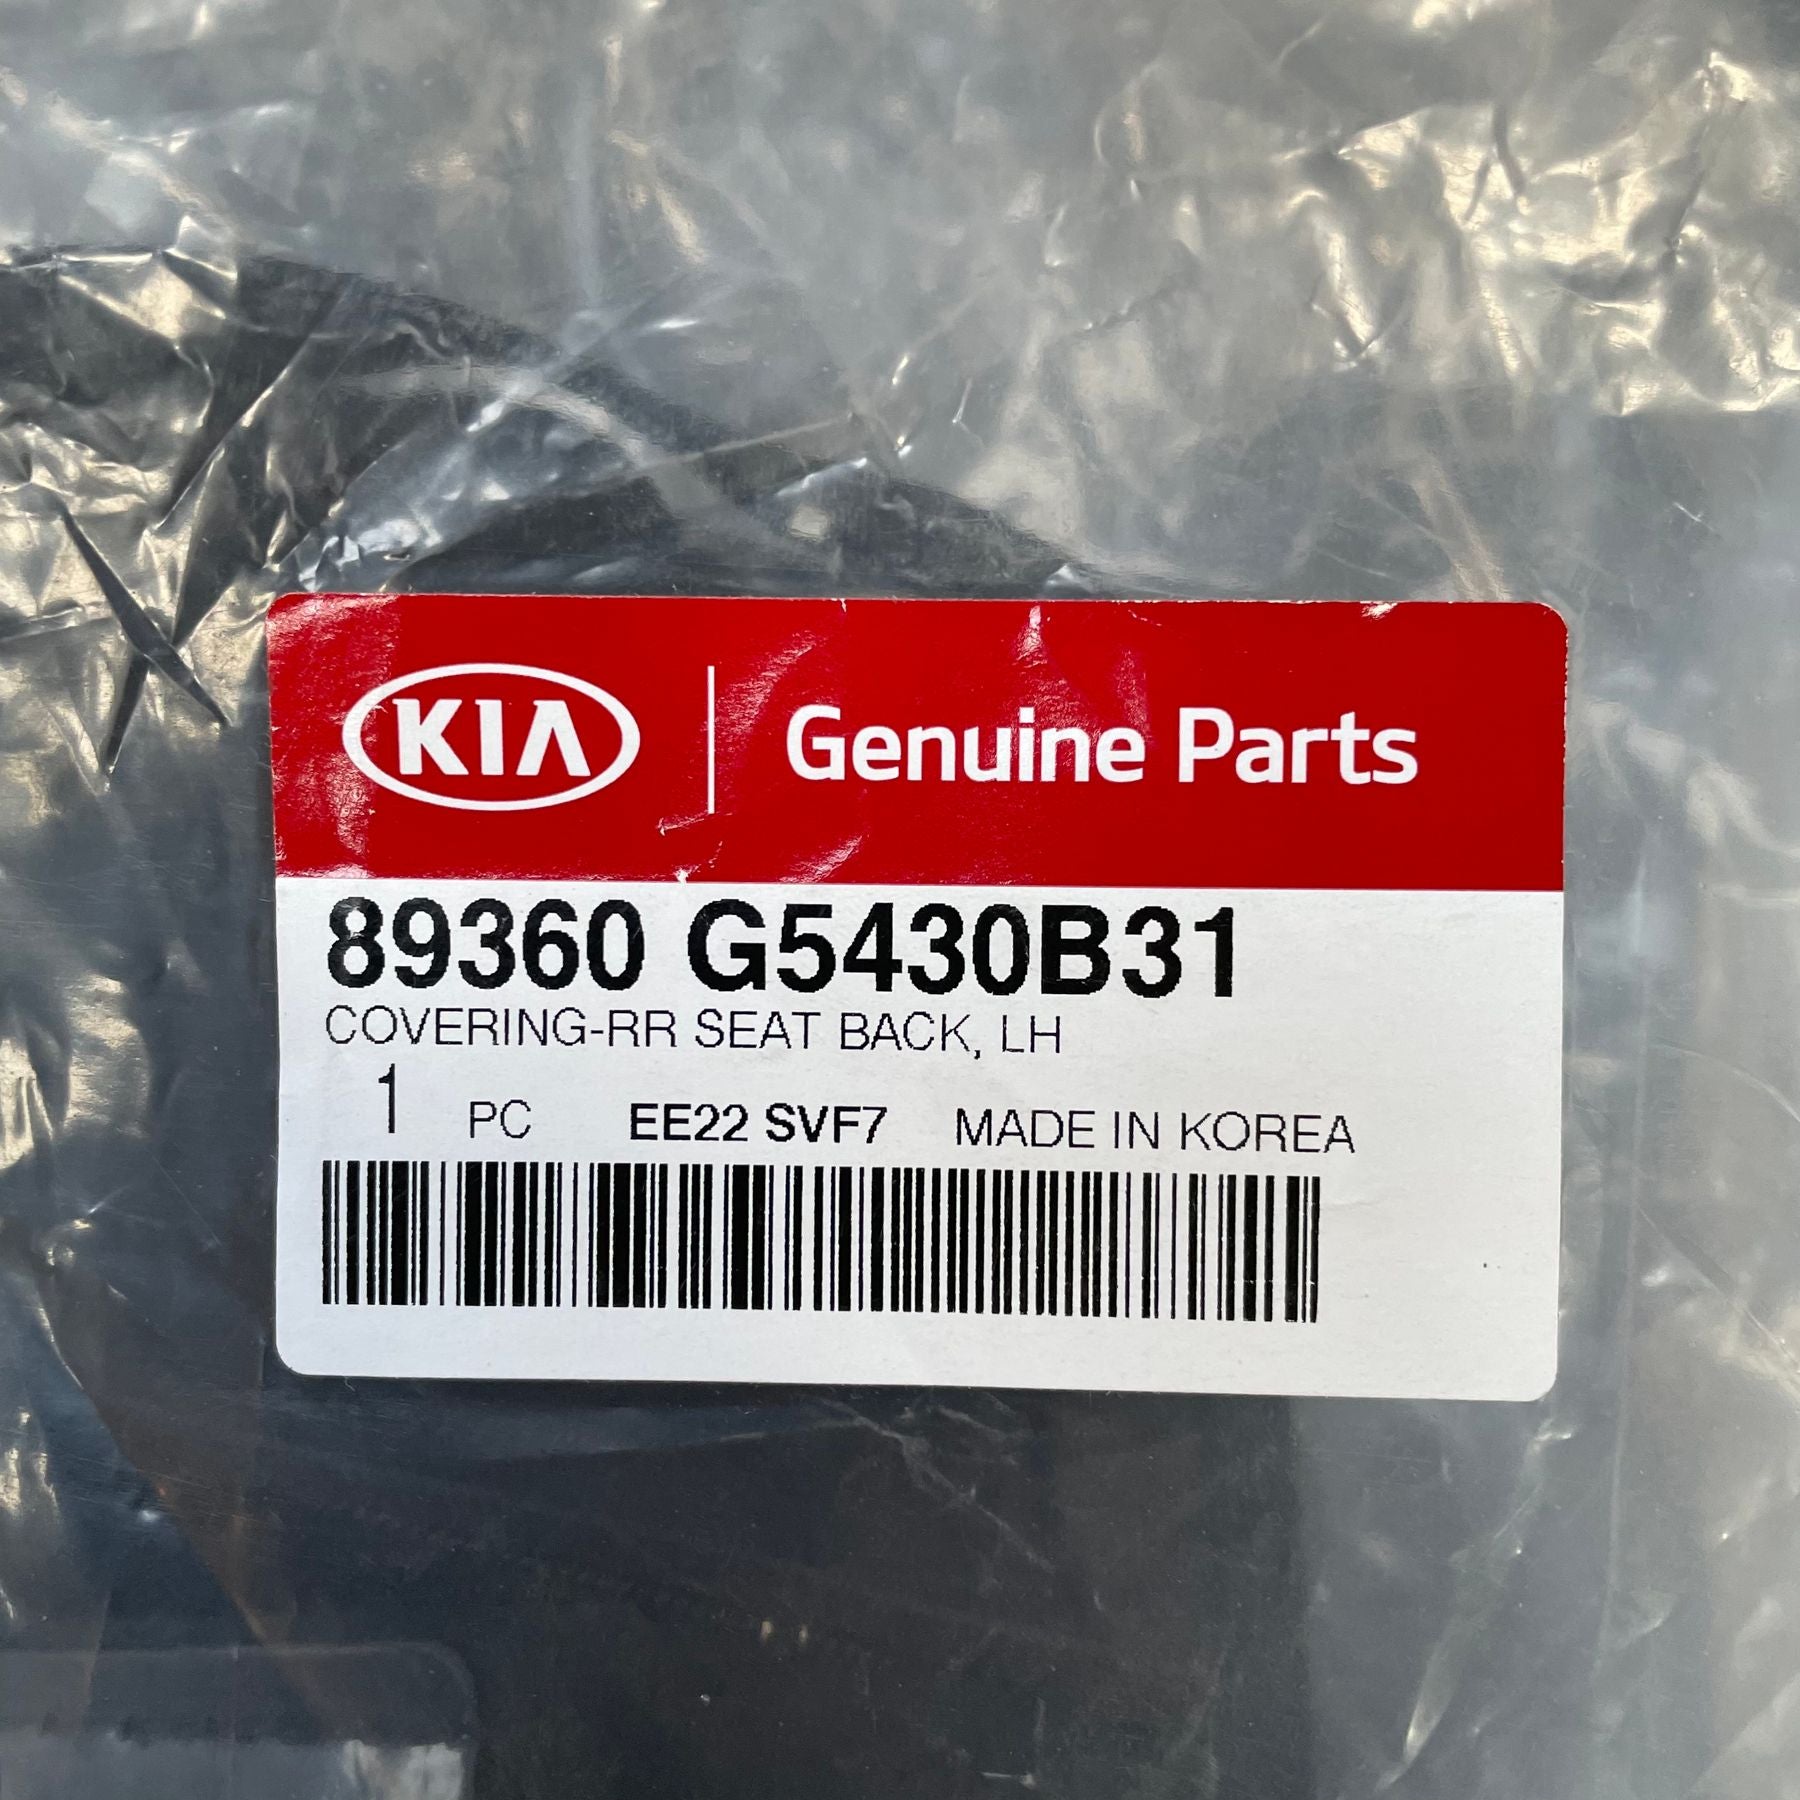 KIA Genuine Parts
89360 G5430B31
COVERING-RR SEAT BACK, LH
1 PC EE22 SVF7 MADE IN KOREA